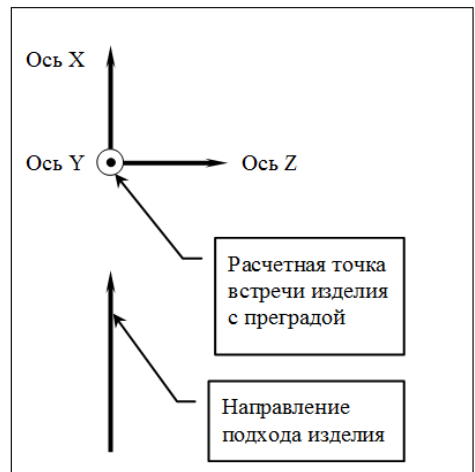 Ось X
Ось Y
Ось Z
Расчетная точка
встречи изделия
с преградой
Направление
подхода изделия